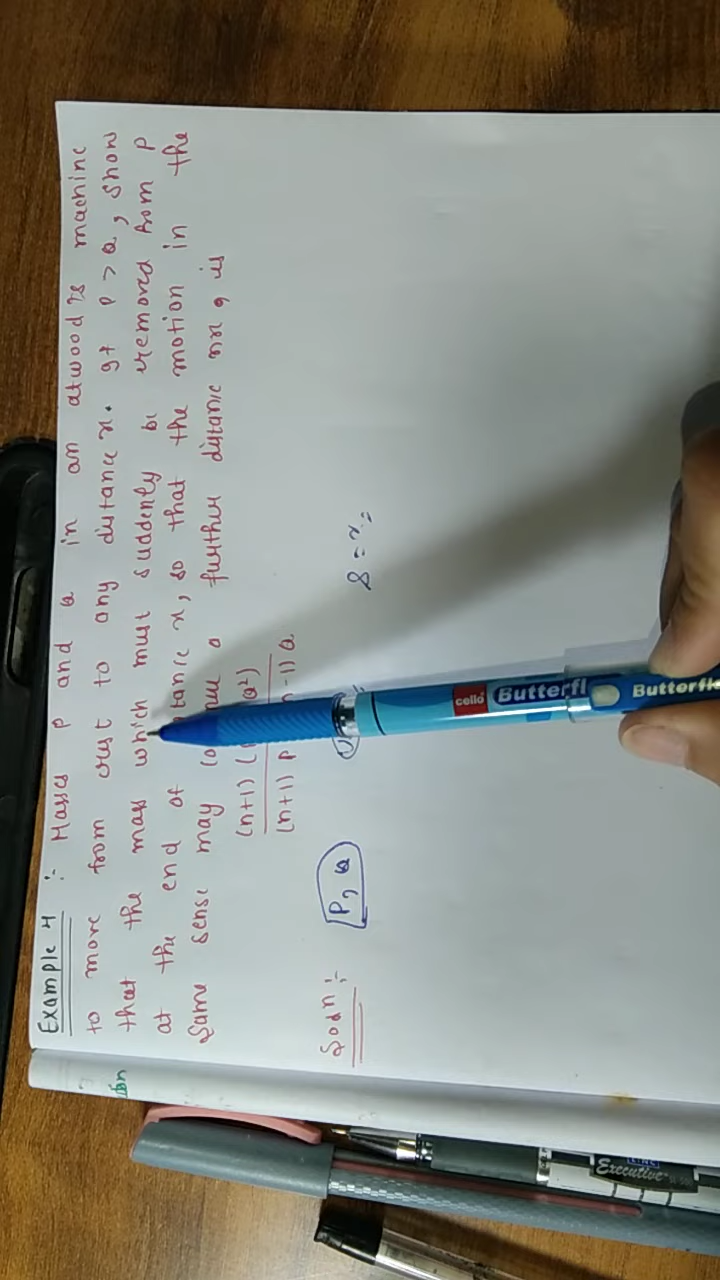 Example 4 :- Masses P and Q in an atwood's machine
to move from rest to any distance x. If P > Q, show
that the mass which must suddenly be removed from P
at the end of x, so that the motion in the
Same sense may a further distance nx, is
(n+1) ( Q²)
(n+1) P -1) Q
Soln:-
P, Q
S = x,
cello
Butterfl
Butterfl
Executive